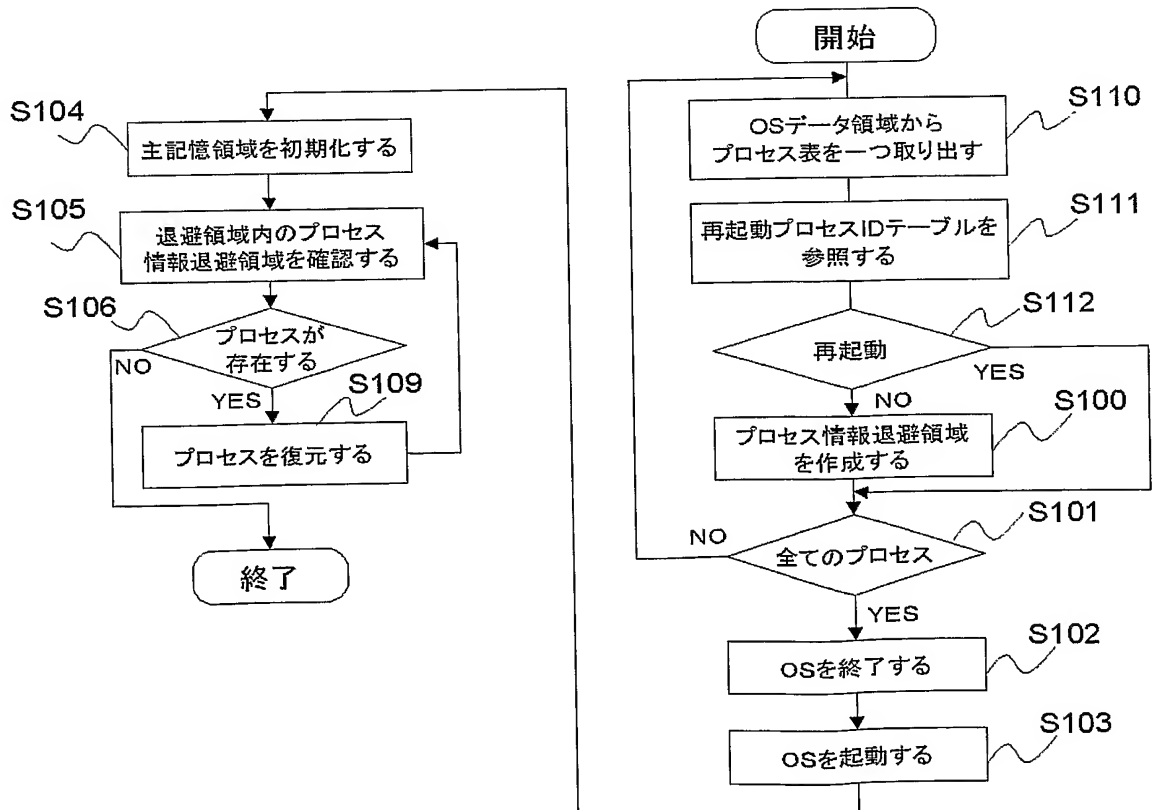 開始
S110
OSデータ領域から
プロセス表を一つ取り出す
S111
再起動プロセスIDテーブルを
参照する
S112
再起動
YES
NO
S100
プロセス情報退避領域
を作成する
S101
NO
全てのプロセス
YES
S102
OSを終了する
S103
OSを起動する
S104
主記憶領域を初期化する
S105
退避領域内のプロセス
情報退避領域を確認する
S106
プロセスが
存在する
NO
YES
S109
プロセスを復元する
終了